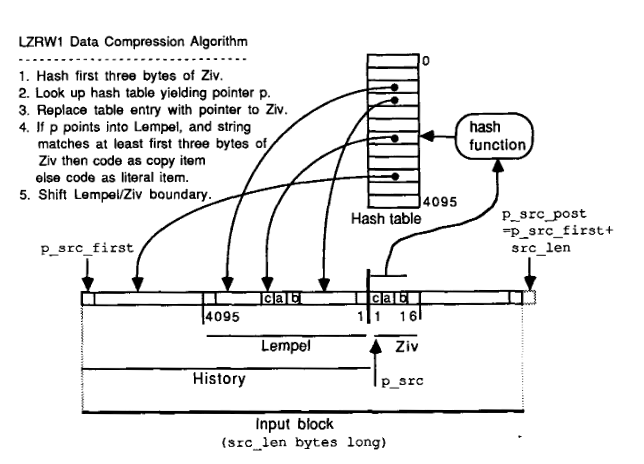 LZRW1 Data Compression Algorithm
1. Hash first three bytes of Ziv.
2. Look up hash table yielding pointer p.
3. Replace table entry with pointer to Ziv.
4. If p points into Lempel, and string
matches at least first three bytes of
Ziv then code as copy item
else code as literal item.
5. Shift Lempel/Ziv boundary.
0
hash
function
4095
Hash table
p_src_post
=p_src_first+
src_len
p_src_first
c a b
c a b
4095 1 1 16
Lempel Ziv
History p_src
Input block
(src_len bytes long)